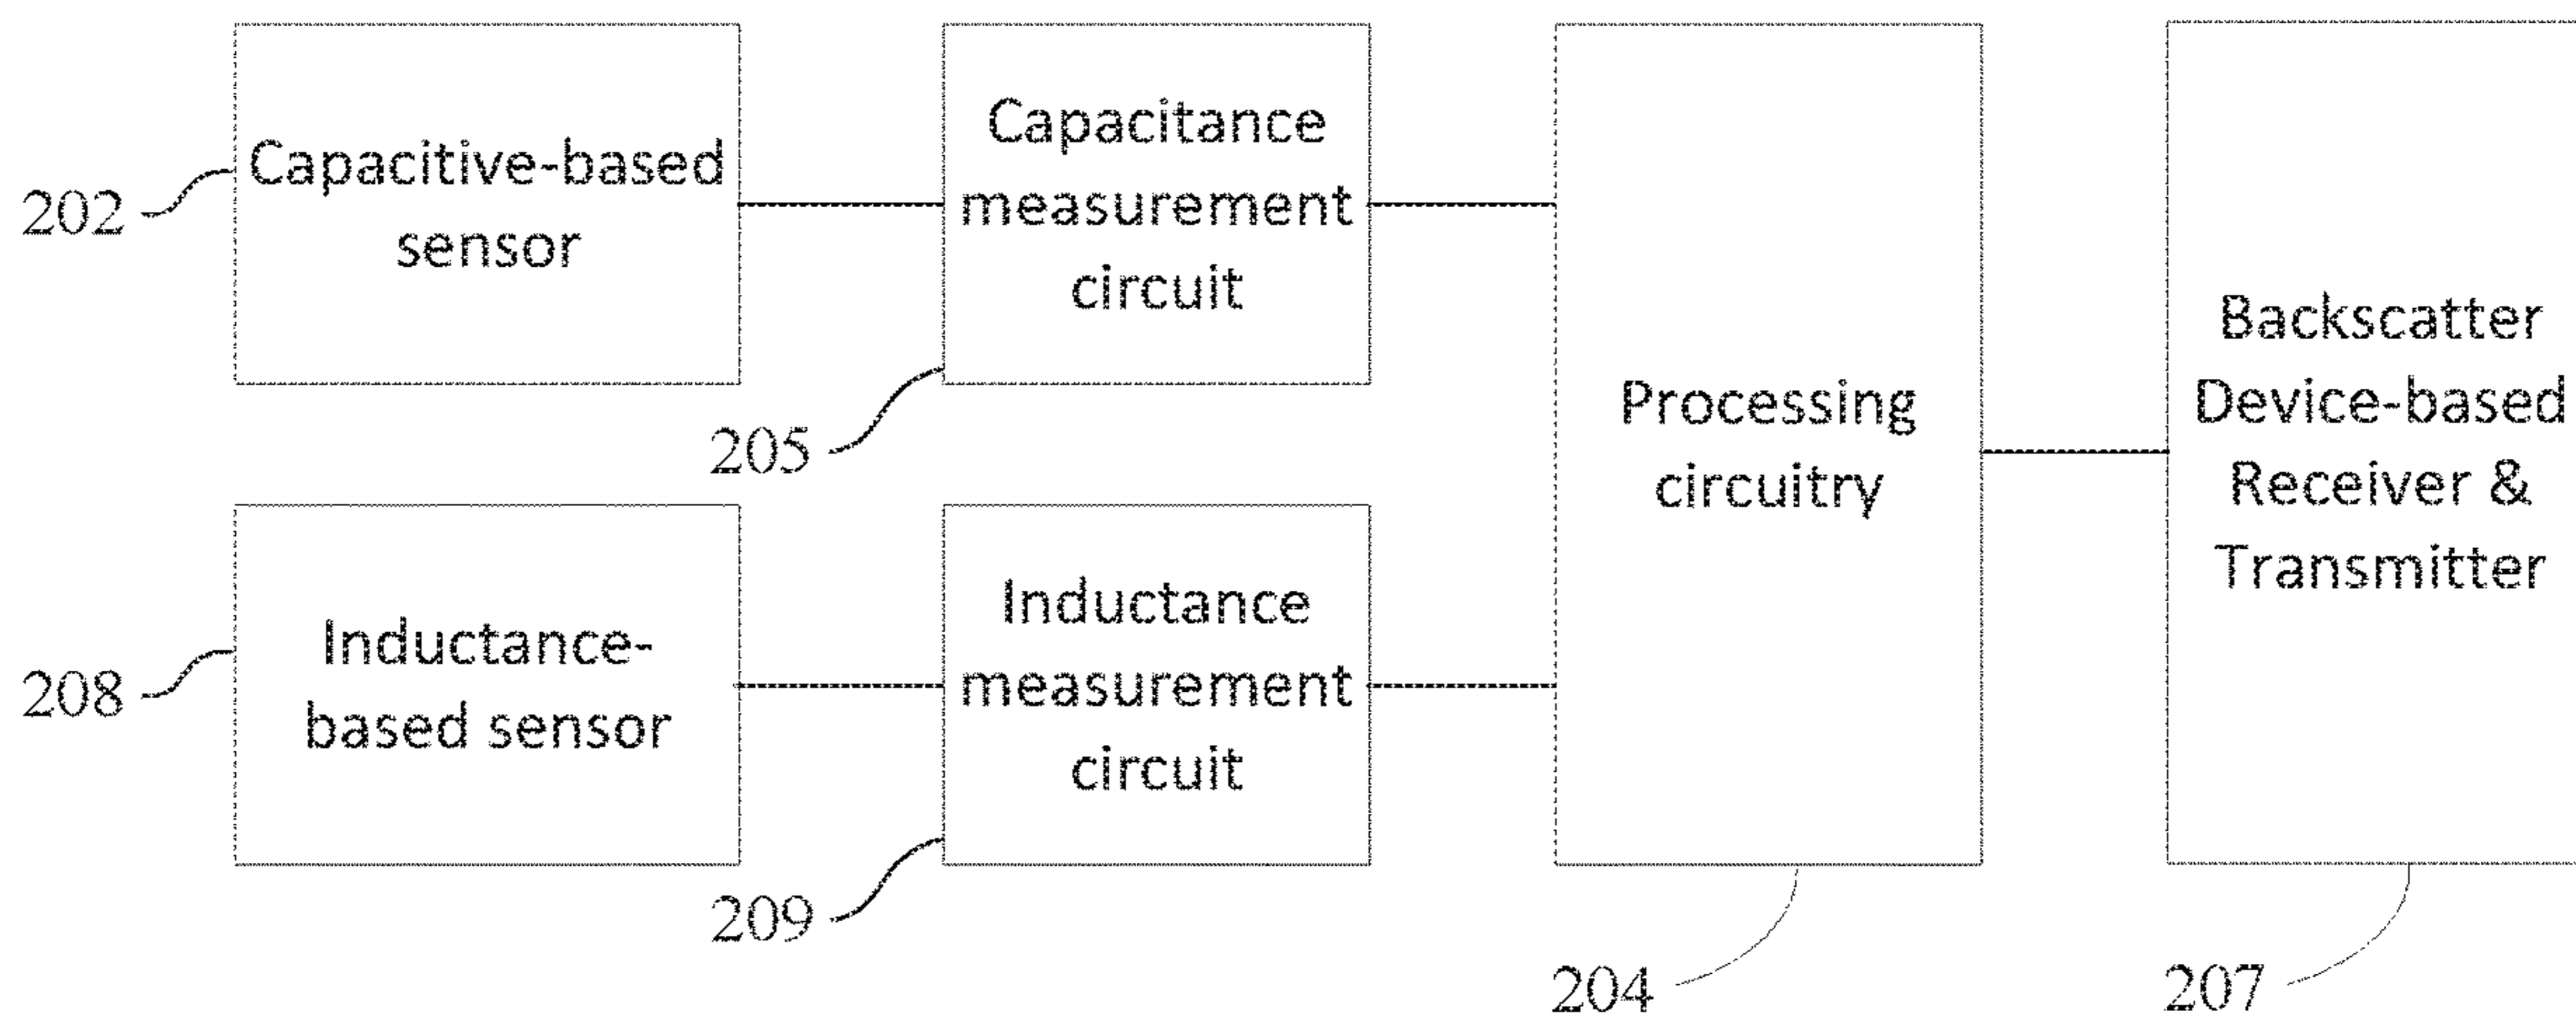 Capacitive-based
sensor
202
Capacitance
measurement
circuit
205
Inductance-
based sensor
208
Inductance
measurement
circuit
209
Processing
circuitry
204
Backscatter
Device-based
Receiver &
Transmitter
207